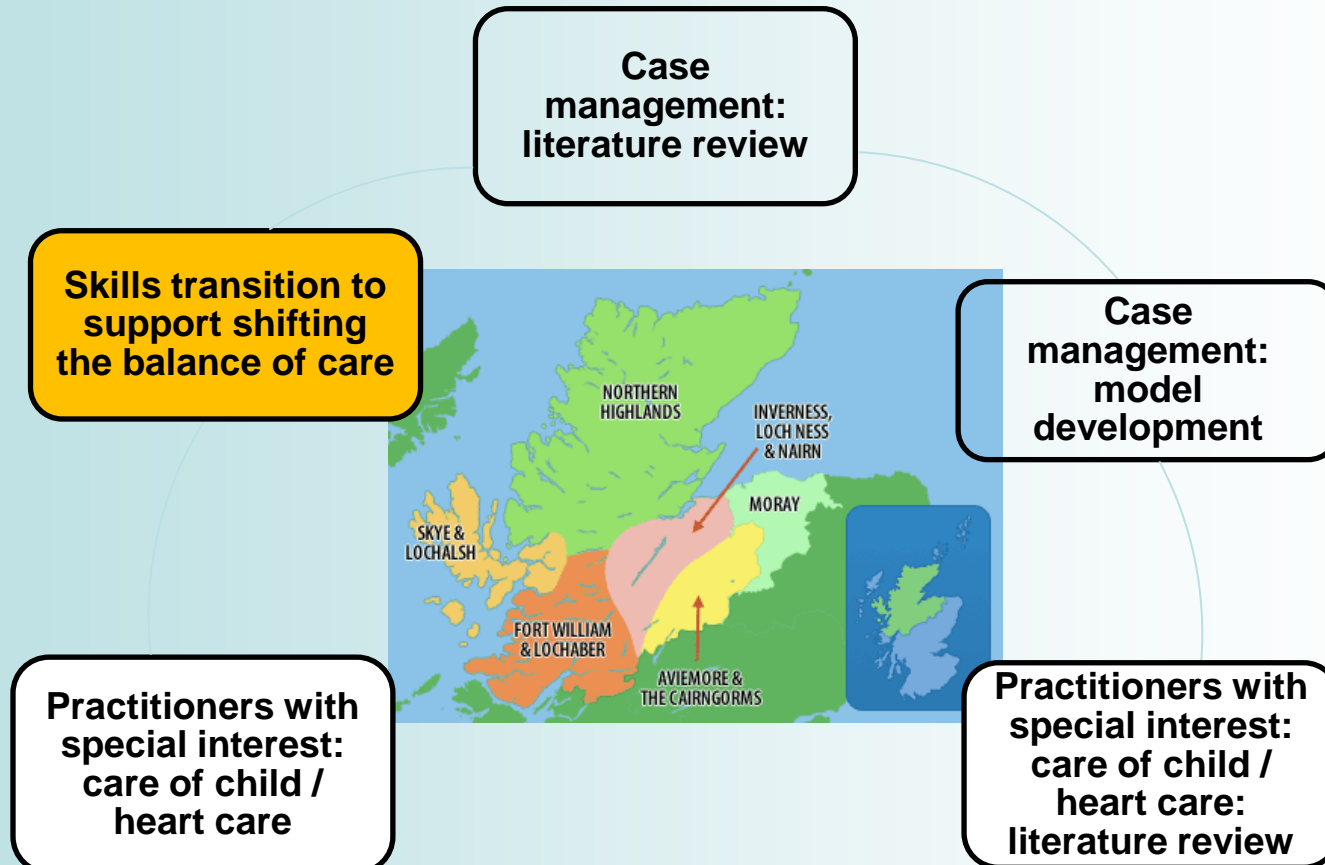 Case
management:
literature review
Skills transition to
support shifting
the balance of care
Case
management:
model
development
NORTHERN
HIGHLANDS
INVERNESS,
LOCH NESS
& NAIRN
MORAY
SKYE &
LOCHALSH
FORT WILLIAM
& LOCHABER
AVIEMORE &
THE CAIRNGORMS
Practitioners with
special interest:
care of child /
heart care
Practitioners with
special interest:
care of child /
heart care:
literature review